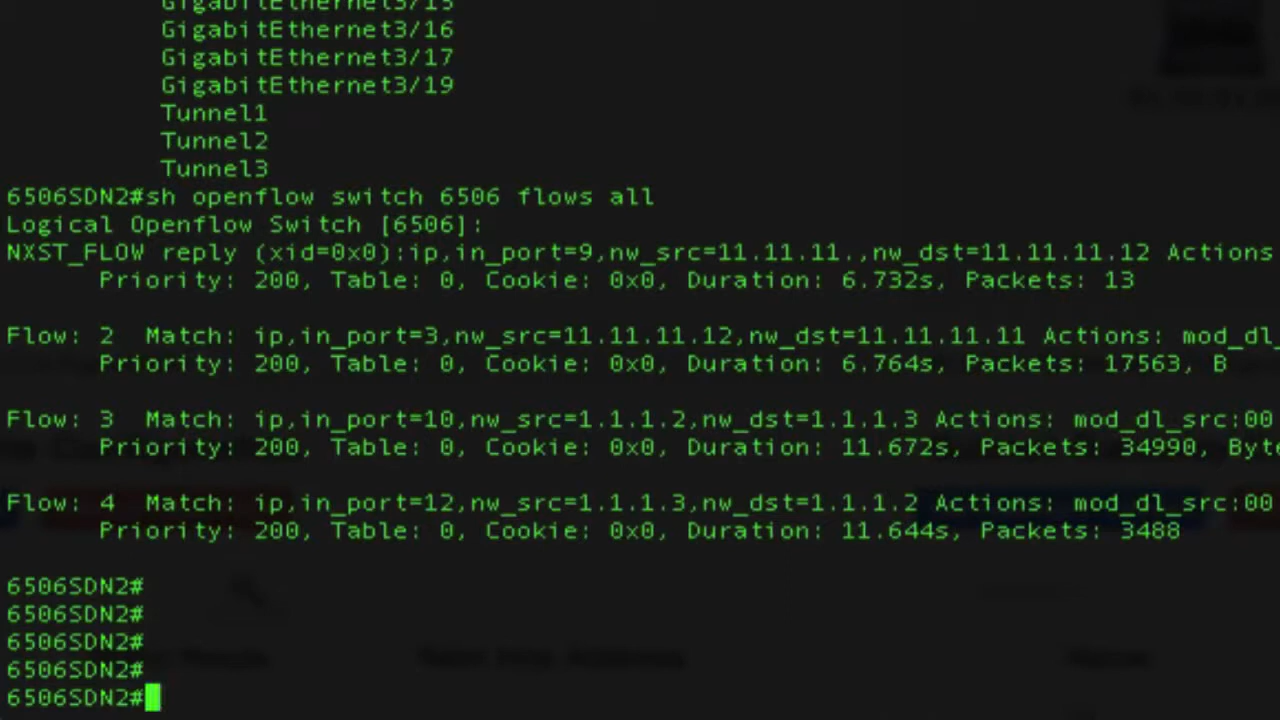 GigabitEthernet3/15
GigabitEthernet3/16
GigabitEthernet3/17
GigabitEthernet3/19
Tunnel1
Tunnel2
Tunnel3
6506SDN2#sh openflow switch 6506 flows all
Logical Openflow Switch [6506]:
NXST_FLOW reply (xid=0x0):ip,in_port=9,nw_src=11.11.11.,nw_dst=11.11.11.12 Actions
Priority: 200, Table: 0, Cookie: 0x0, Duration: 6.732s, Packets: 13
Flow: 2 Match: ip,in_port=3,nw_src=11.11.11.12,nw_dst=11.11.11.11 Actions: mod_dl_
Priority: 200, Table: 0, Cookie: 0x0, Duration: 6.764s, Packets: 17563, B
Flow: 3 Match: ip,in_port=10,nw_src=1.1.1.2,nw_dst=1.1.1.3 Actions: mod_dl_src:00
Priority: 200, Table: 0, Cookie: 0x0, Duration: 11.672s, Packets: 34990, Byte
Flow: 4 Match: ip,in_port=12,nw_src=1.1.1.3,nw_dst=1.1.1.2 Actions: mod_dl_src:00
Priority: 200, Table: 0, Cookie: 0x0, Duration: 11.644s, Packets: 3488
6506SDN2#
6506SDN2#
6506SDN2#
6506SDN2#
6506SDN2#